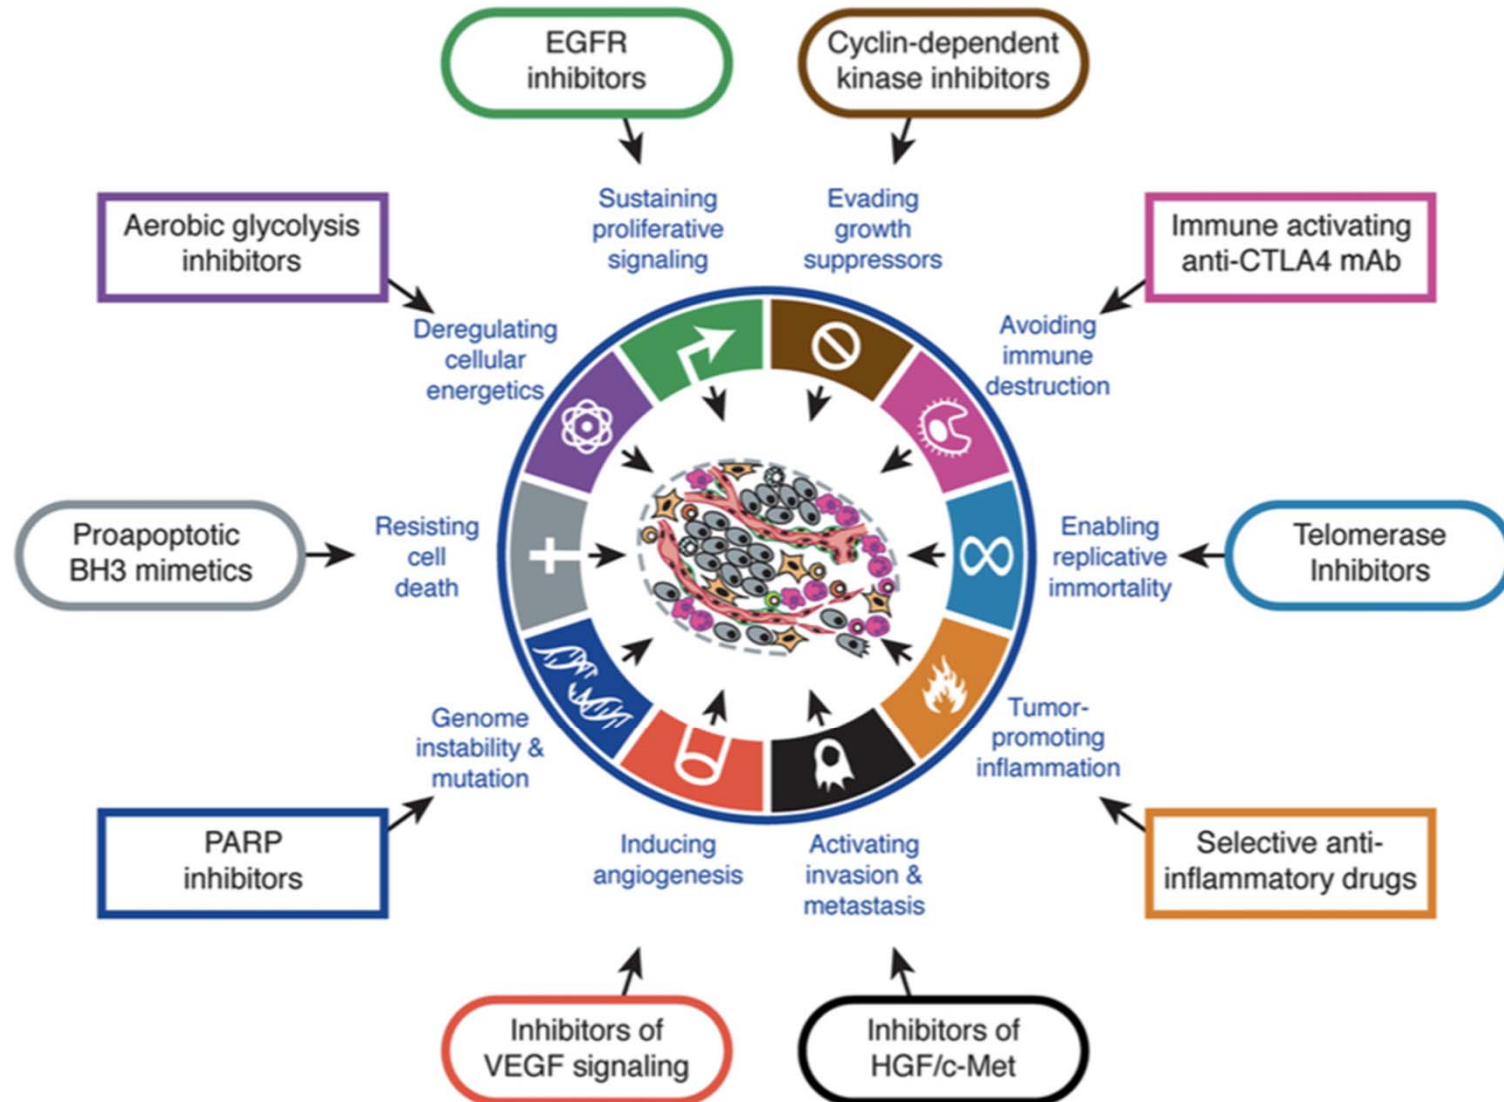 EGFR
inhibitors
Cyclin-dependent
kinase inhibitors
Sustaining
proliferative
signaling
Evading
growth
suppressors
Aerobic glycolysis
inhibitors
Immune activating
anti-CTLA4 mAb
Deregulating
cellular
energetics
Avoiding
immune
destruction
Proapoptotic
BH3 mimetics
Resisting
cell
death
Enabling
replicative
immortality
Telomerase
Inhibitors
Genome
instability &
mutation
Tumor-
promoting
inflammation
PARP
inhibitors
Inducing
angiogenesis
Activating
invasion &
metastasis
Selective anti-
inflammatory drugs
Inhibitors of
VEGF signaling
Inhibitors of
HGF/c-Met